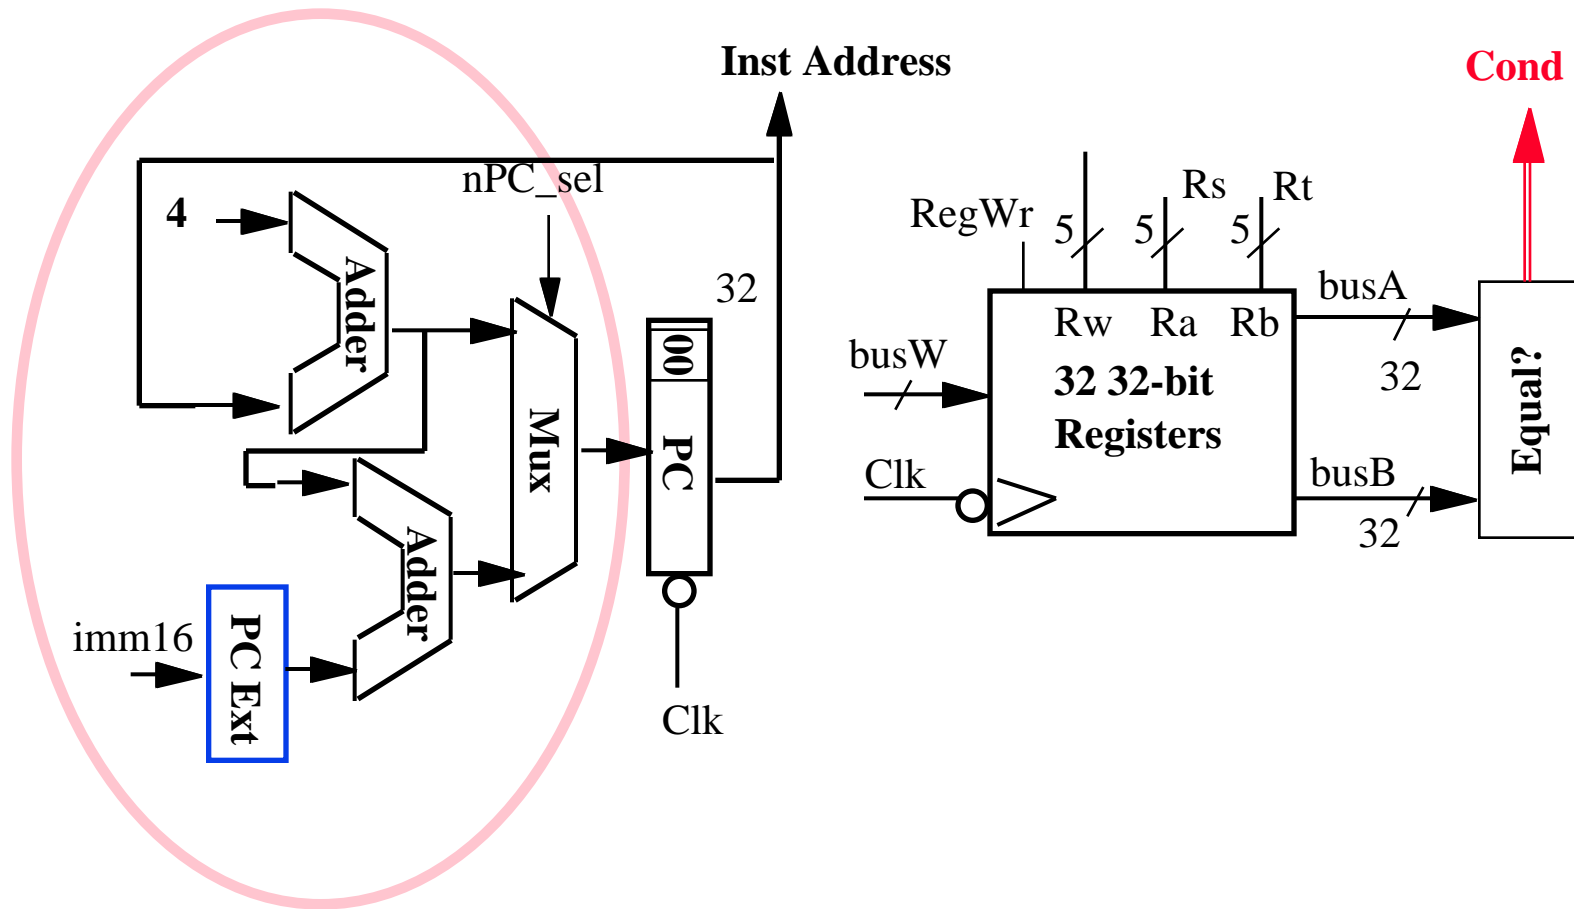 Inst Address
Cond
nPC_sel
4
Adder
32
00
PC
Mux
Adder
imm16
PC Ext
Clk
RegWr
5
Rs
5
Rt
5
Rw Ra Rb
busW
32 32-bit
Registers
Clk
busA
32
busB
32
Equal?